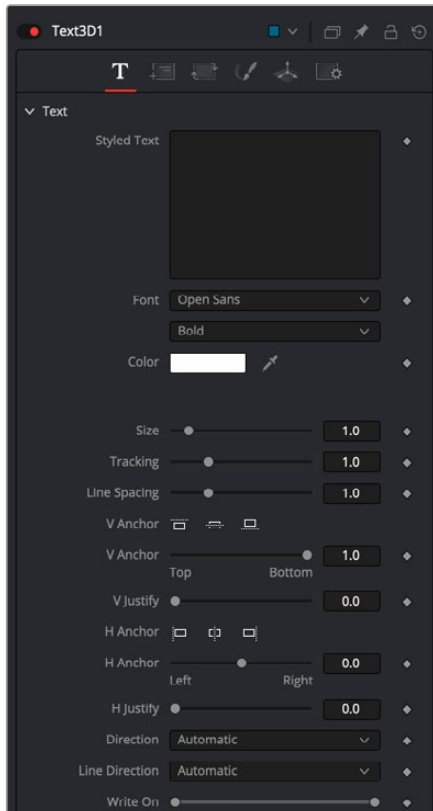 Text3D1
T
Text
Styled Text
Font Open Sans
Bold
Color
Size 1.0
Tracking 1.0
Line Spacing 1.0
V Anchor
V Anchor 1.0
Top Bottom
V Justify 0.0
H Anchor
H Anchor 0.0
Left Right
H Justify 0.0
Direction Automatic
Line Direction Automatic
Write On